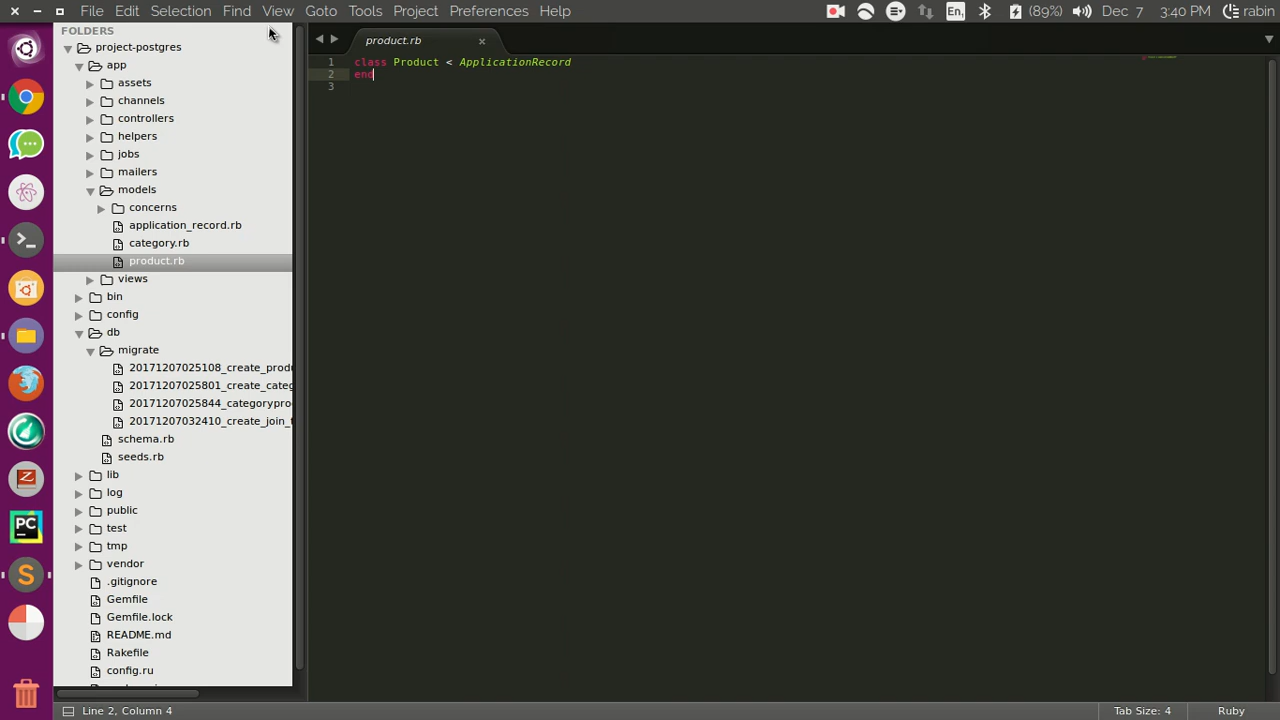 File Edit Selection Find View Goto Tools Project Preferences Help
En (89%) Dec 7 3:40 PM rabin
FOLDERS
project-postgres
app
assets
channels
controllers
helpers
jobs
mailers
models
concerns
application_record.rb
category.rb
product.rb
views
bin
config
db
migrate
20171207025108_create_produ
20171207025801_create_categ
20171207025844_categorypro
20171207032410_create_join_t
schema.rb
seeds.rb
lib
log
public
test
tmp
vendor
.gitignore
Gemfile
Gemfile.lock
README.md
Rakefile
config.ru
product.rb
1 class Product < ApplicationRecord
2 end
3
PC
S
Z
Line 2, Column 4
Tab Size: 4
Ruby